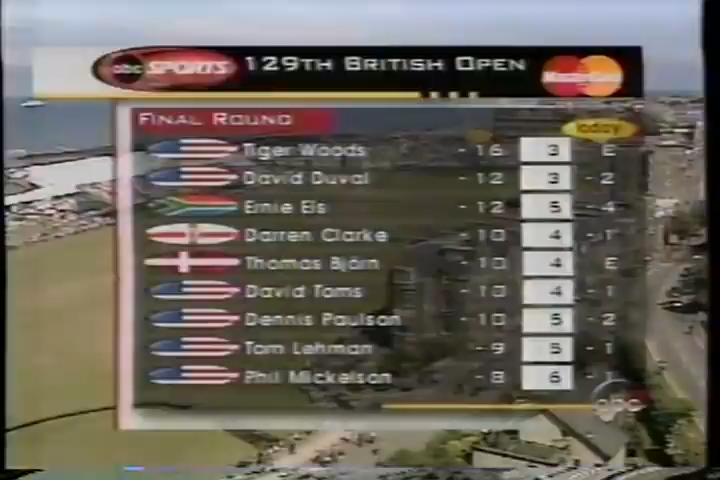 abc SPORTS 129TH BRITISH OPEN MasterCard
FINAL ROUND today
Tiger Woods -16 3 E
David Duval -12 3 -2
Ernie Els -12 5 -4
Darren Clarke -10 4 -1
Thomas Bjorn -10 4 E
David Toms -10 4 -1
Dennis Paulson -10 5 -2
Tom Lehman -9 5 -1
Phil Mickelson -8 6 -1
abc